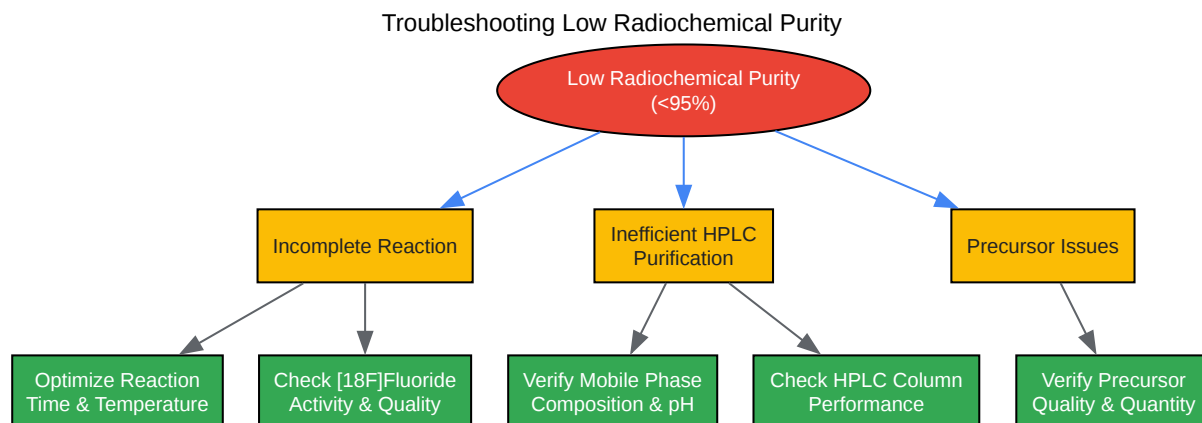 Troubleshooting Low Radiochemical Purity
Low Radiochemical Purity
(<95%)
Incomplete Reaction
Inefficient HPLC
Purification
Precursor Issues
Optimize Reaction
Time & Temperature
Check [18F]Fluoride
Activity & Quality
Verify Mobile Phase
Composition & pH
Check HPLC Column
Performance
Verify Precursor
Quality & Quantity